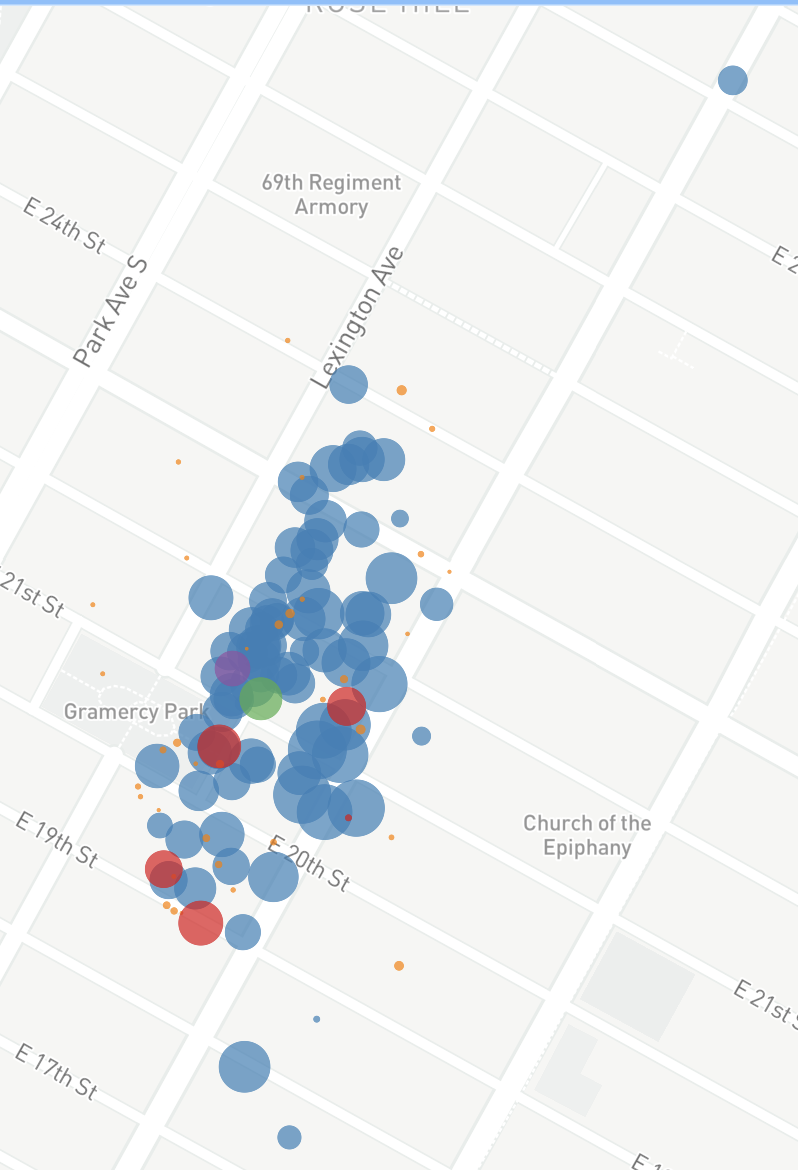 ROSE HILL
69th Regiment
Armory
E 24th St
E 2
Park Ave S
Lexington Ave
21st St
Gramercy Park
E 19th St
E 20th St
Church of the
Epiphany
E 21st S
E 17th St
E 1